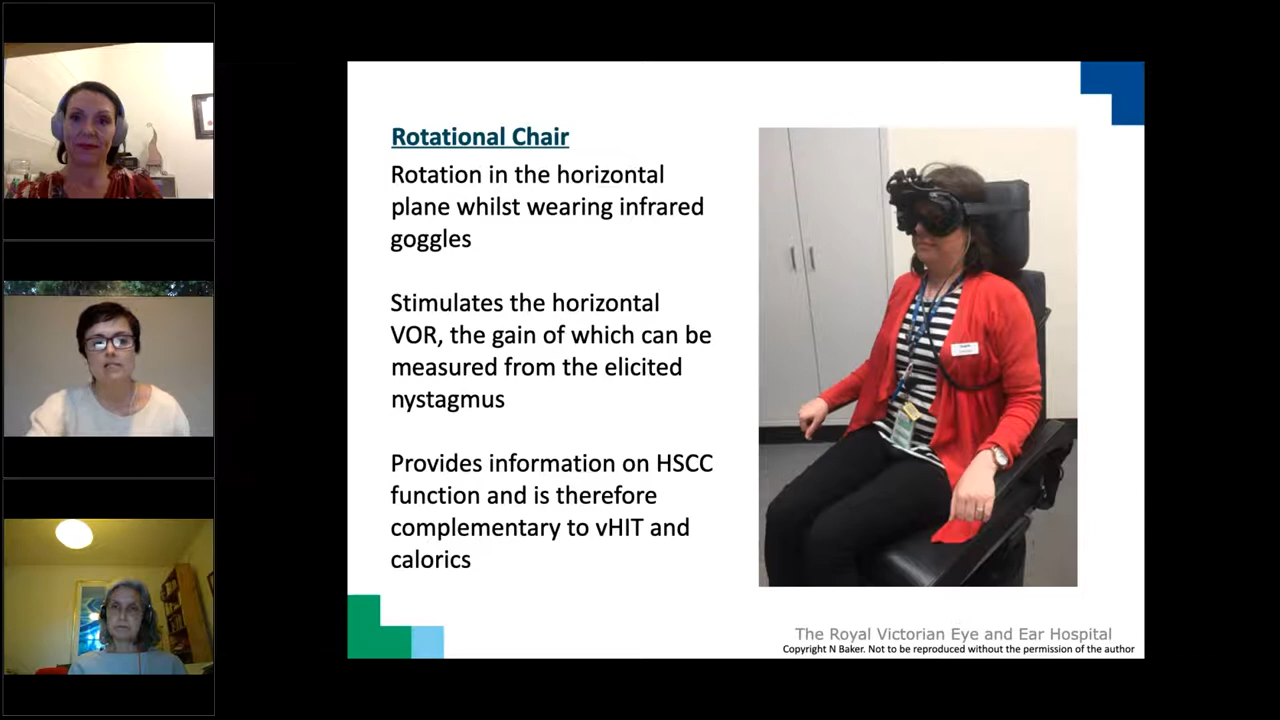 Rotational Chair
Rotation in the horizontal
plane whilst wearing infrared
goggles
Stimulates the horizontal
VOR, the gain of which can be
measured from the elicited
nystagmus
Provides information on HSCC
function and is therefore
complementary to vHIT and
calorics
The Royal Victorian Eye and Ear Hospital
Copyright N Baker. Not to be reproduced without the permission of the author